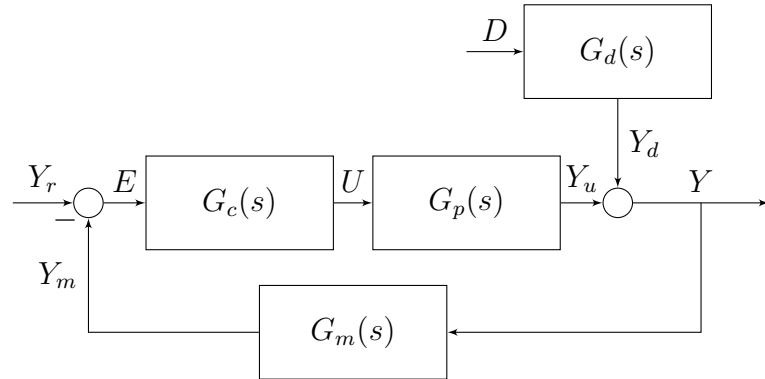 D
G_d(s)
Y_d
Y_r
−
E
G_c(s)
U
G_p(s)
Y_u
Y
Y_m
G_m(s)